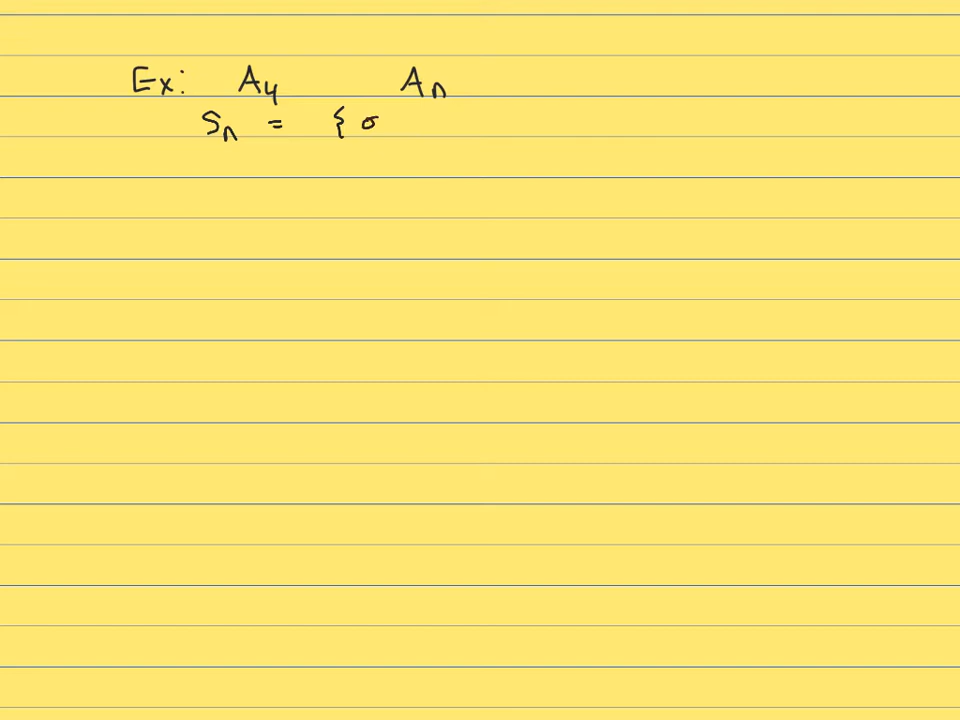 Ex: A₄ Aₙ
Sₙ = { σ